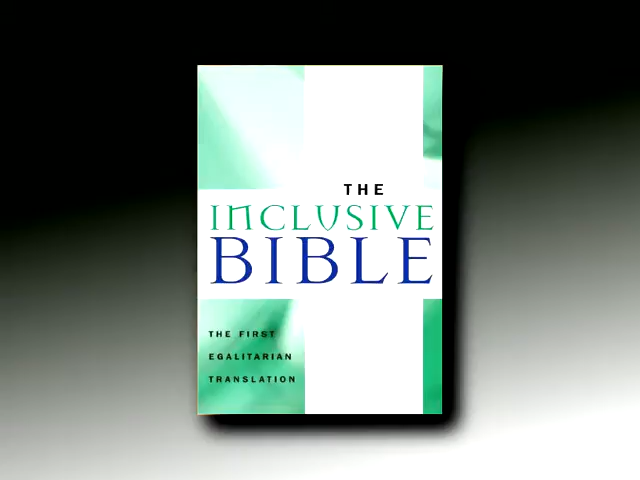 THE
INCLUSIVE
BIBLE
THE FIRST
EGALITARIAN
TRANSLATION